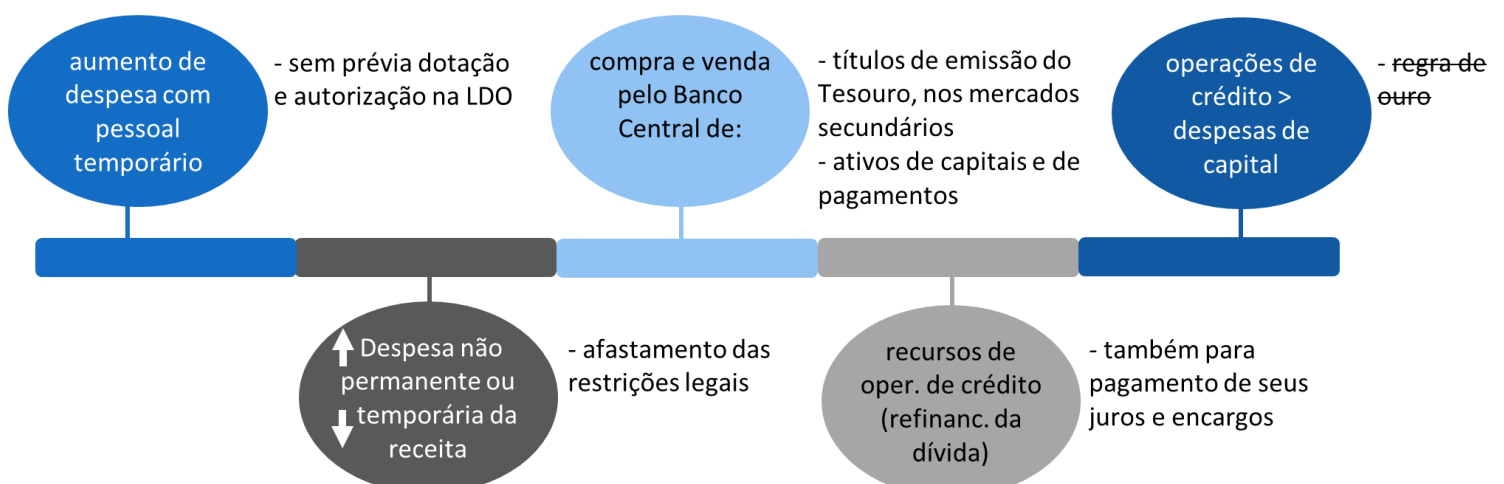 aumento de
despesa com
pessoal
temporário
- sem prévia dotação
e autorização na LDO
compra e venda
pelo Banco
Central de:
- títulos de emissão do
Tesouro, nos mercados
secundários
- ativos de capitais e de
pagamentos
operações de
crédito >
despesas de
capital
- regra de
ouro
Despesa não
permanente ou
temporária da
receita
- afastamento das
restrições legais
recursos de
oper. de crédito
(refinanc. da
dívida)
- também para
pagamento de seus
juros e encargos